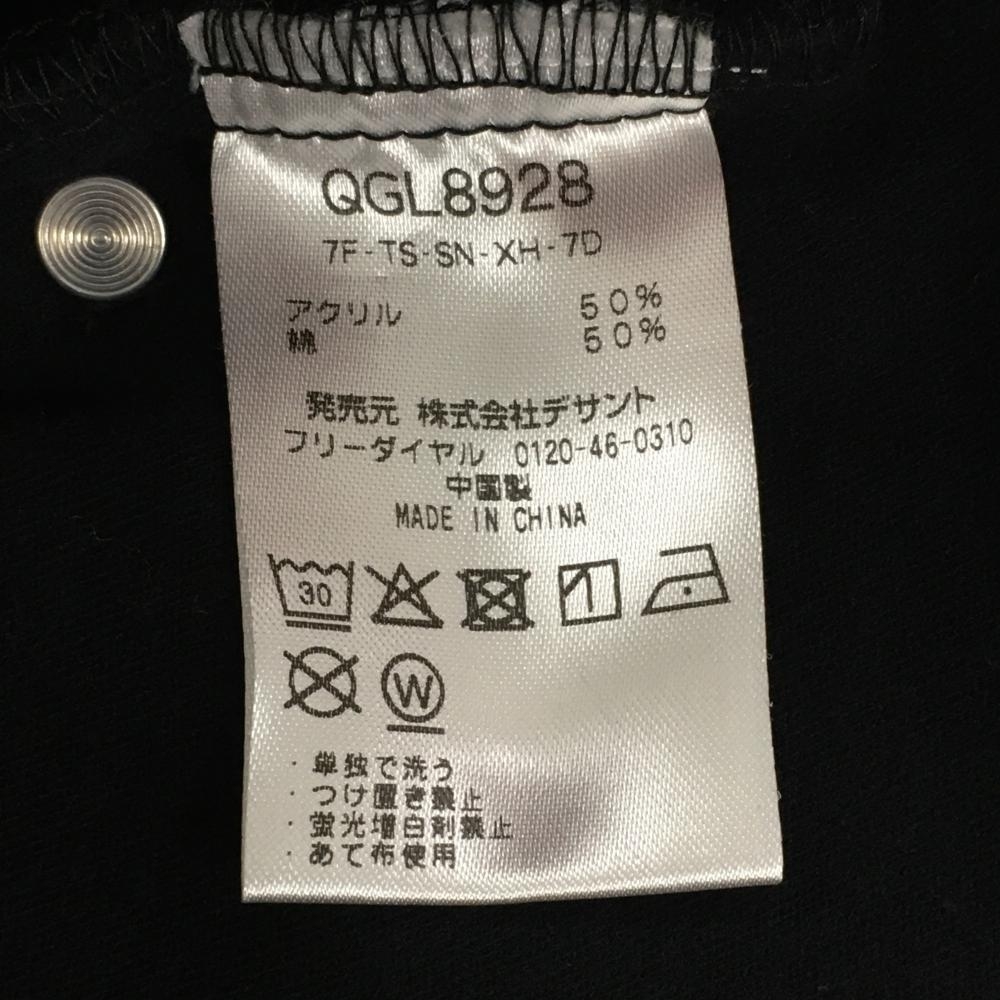 QGL8928
7F-TS-SN-XH-7D
アクリル 50%
綿 50%
発売元 株式会社デサント
フリーダイヤル 0120-46-0310
中国製
MADE IN CHINA
30
W
・単独で洗う
・つけ置き禁止
・蛍光増白剤禁止
・あて布使用